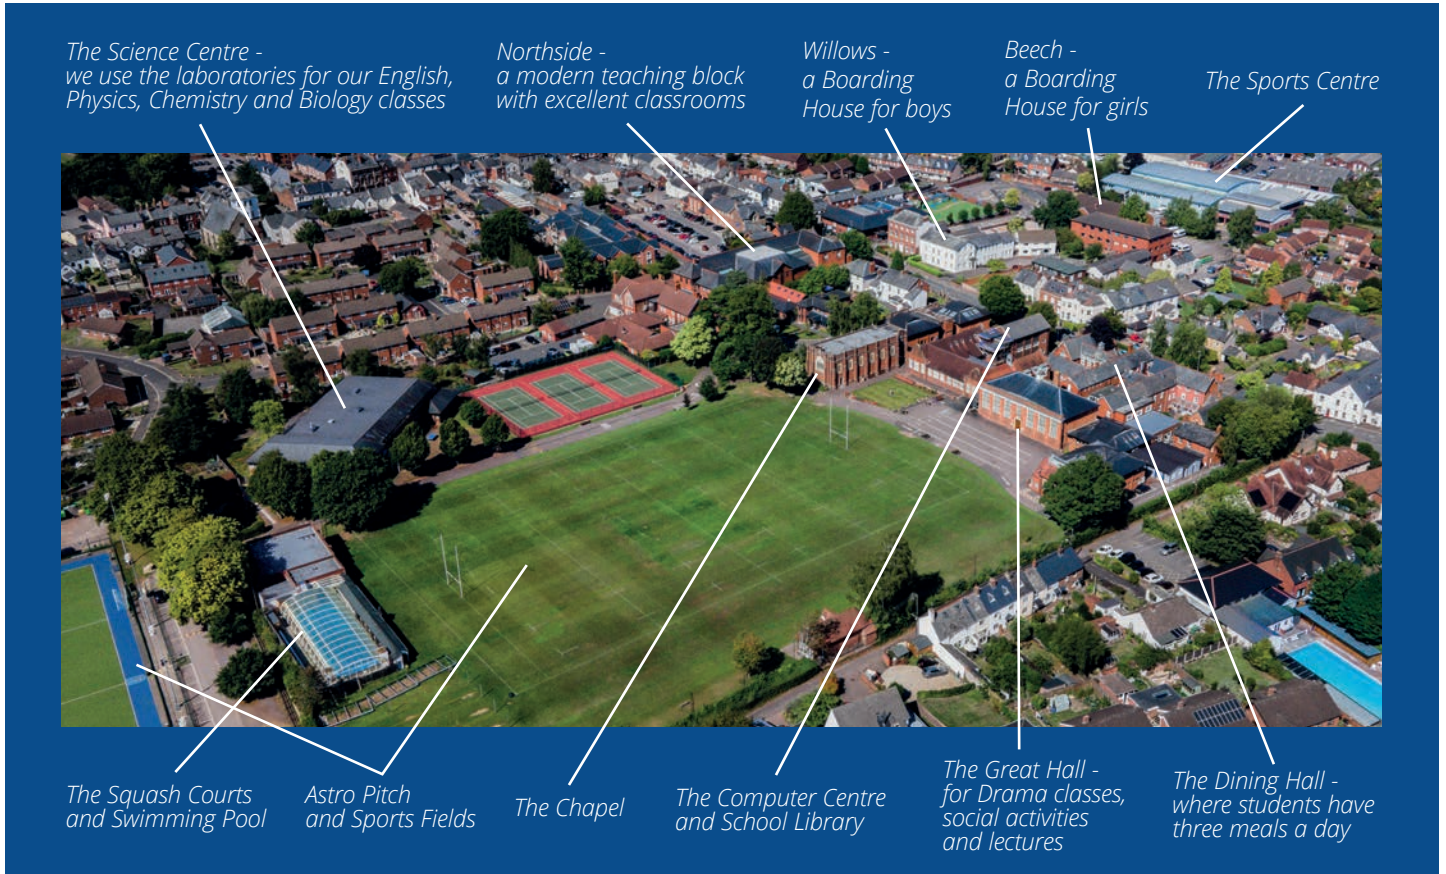 The Science Centre -
we use the laboratories for our English,
Physics, Chemistry and Biology classes
Northside -
a modern teaching block
with excellent classrooms
Willows -
a Boarding
House for boys
Beech -
a Boarding
House for girls
The Sports Centre
The Squash Courts
and Swimming Pool
Astro Pitch
and Sports Fields
The Chapel
The Computer Centre
and School Library
The Great Hall -
for Drama classes,
social activities
and lectures
The Dining Hall -
where students have
three meals a day